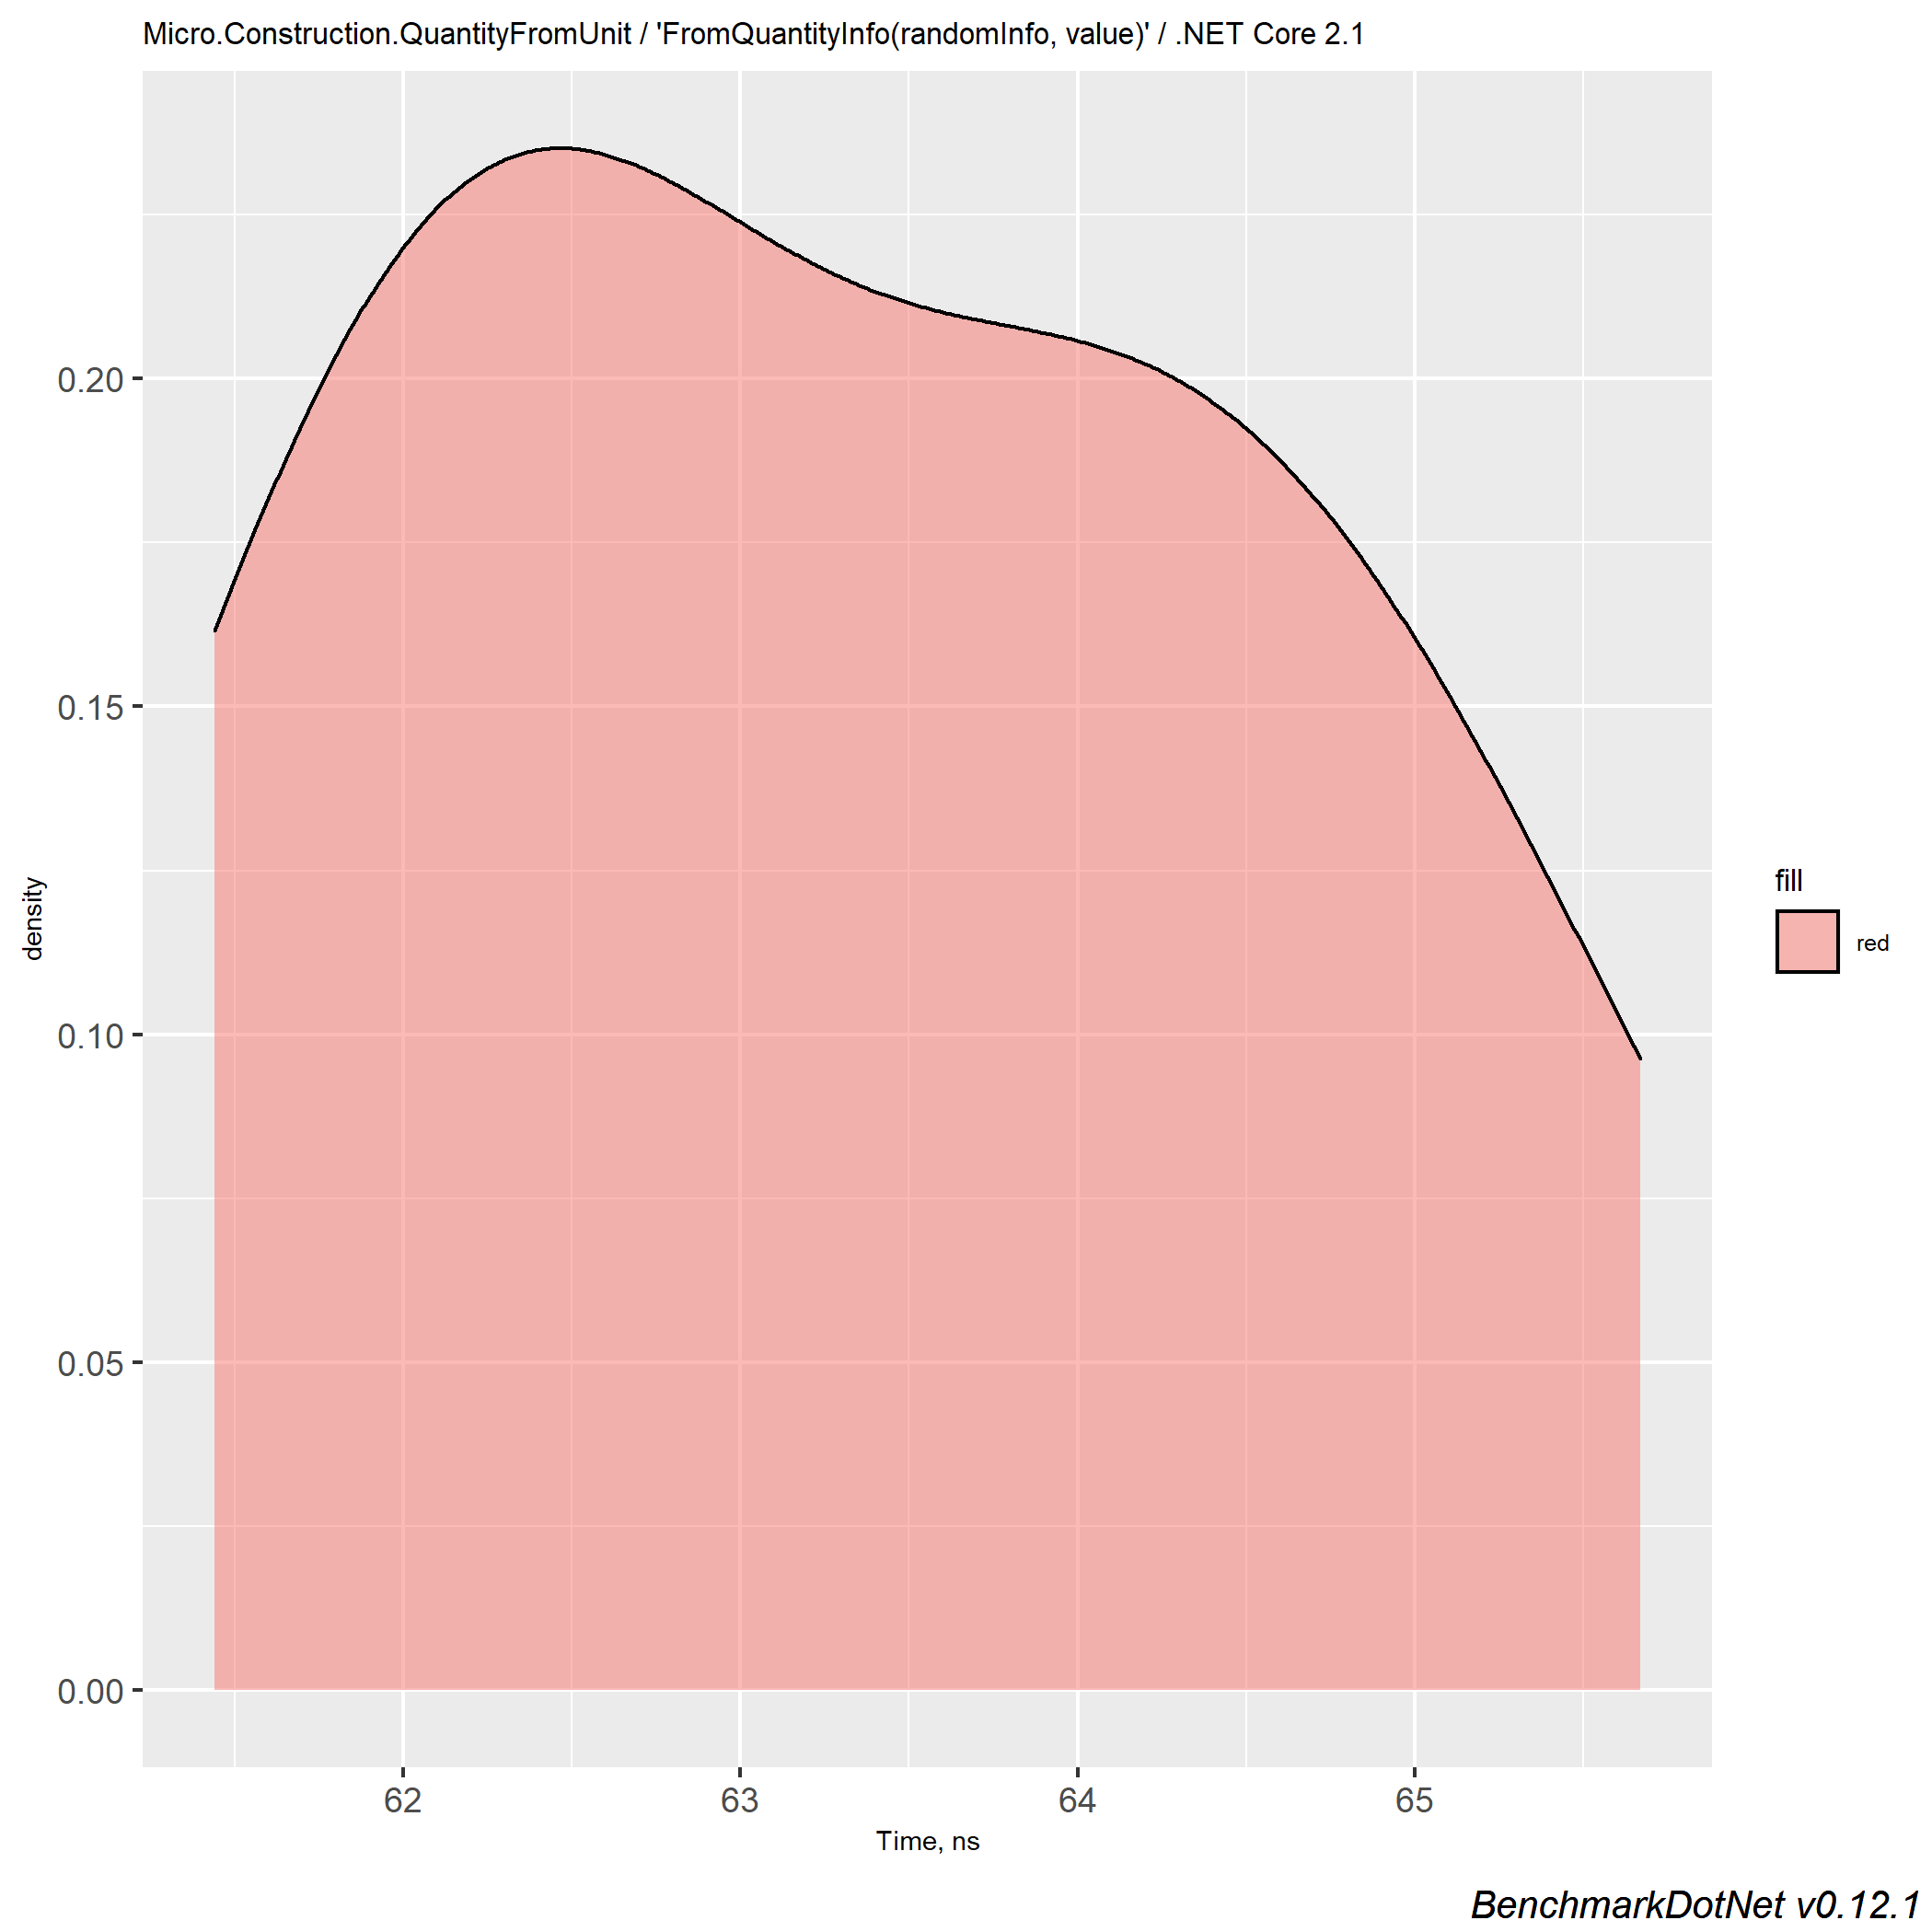 Micro.Construction.QuantityFromUnit / 'FromQuantityInfo(randomInfo, value)' / .NET Core 2.1
0.20
0.15
0.10
0.05
0.00
density
62 63 64 65
Time, ns
fill
red
BenchmarkDotNet v0.12.1